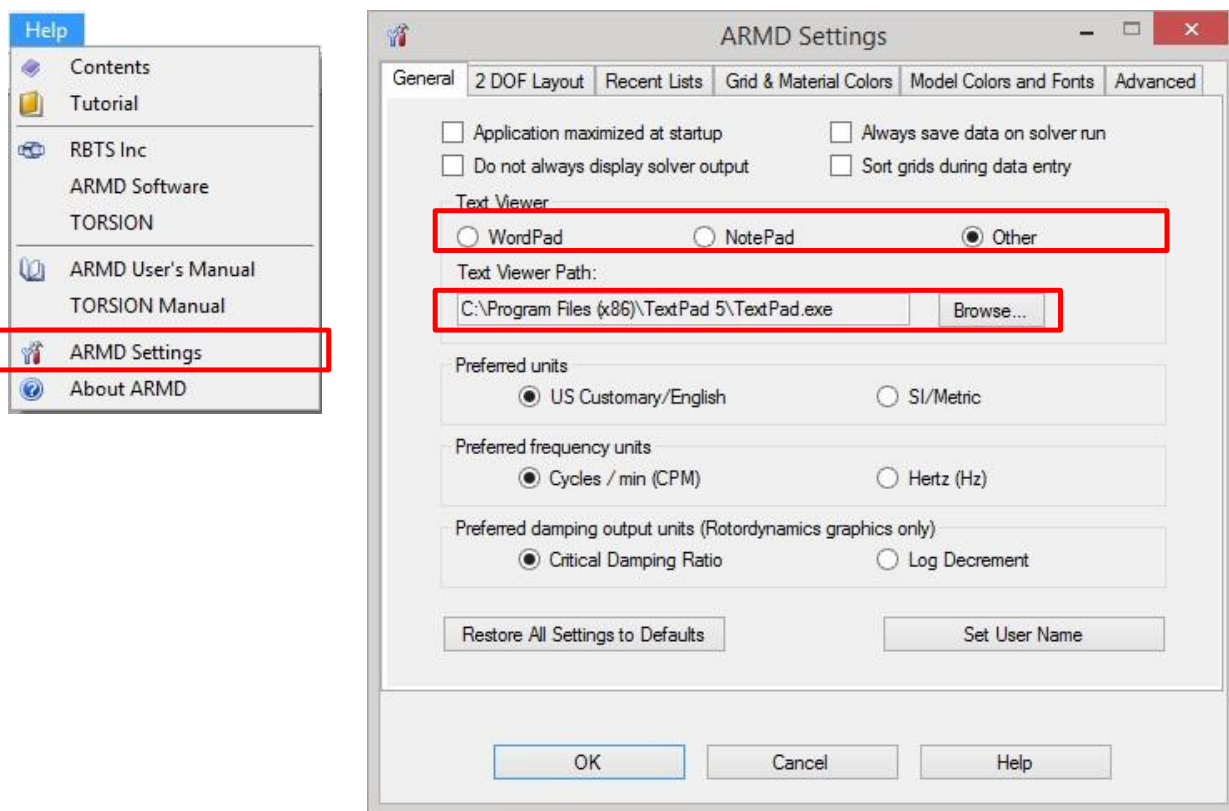 Help
Contents
Tutorial
RBTS Inc
ARMD Software
TORSION
ARMD User's Manual
TORSION Manual
ARMD Settings
About ARMD
ARMD Settings
General 2 DOF Layout Recent Lists Grid & Material Colors Model Colors and Fonts Advanced
Application maximized at startup Always save data on solver run
Do not always display solver output Sort grids during data entry
Text Viewer
WordPad NotePad Other
Text Viewer Path:
C:\Program Files (x86)\TextPad 5\TextPad.exe Browse...
Preferred units
US Customary/English SI/Metric
Preferred frequency units
Cycles / min (CPM) Hertz (Hz)
Preferred damping output units (Rotordynamics graphics only)
Critical Damping Ratio Log Decrement
Restore All Settings to Defaults Set User Name
OK Cancel Help